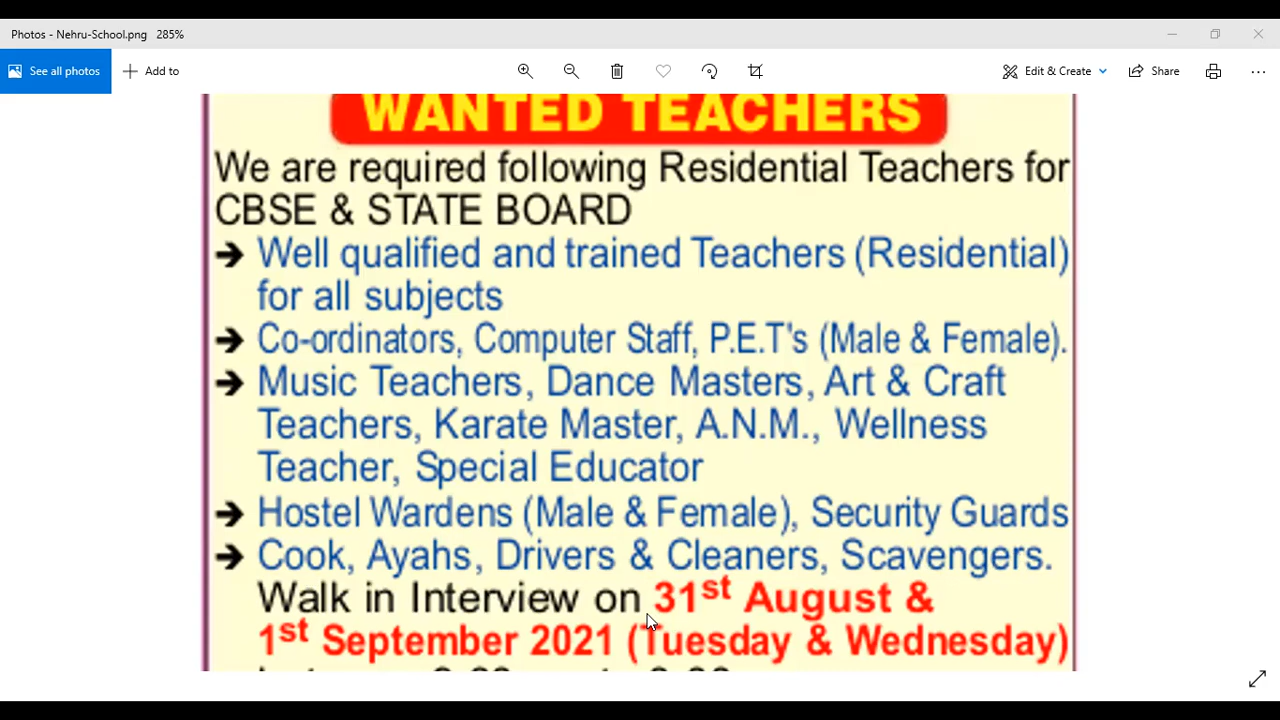 Photos - Nehru-School.png 285%
See all photos
Add to
Edit & Create
Share
WANTED TEACHERS
We are required following Residential Teachers for
CBSE & STATE BOARD
➔ Well qualified and trained Teachers (Residential)
for all subjects
➔ Co-ordinators, Computer Staff, P.E.T's (Male & Female).
➔ Music Teachers, Dance Masters, Art & Craft
Teachers, Karate Master, A.N.M., Wellness
Teacher, Special Educator
➔ Hostel Wardens (Male & Female), Security Guards
➔ Cook, Ayahs, Drivers & Cleaners, Scavengers.
Walk in Interview on 31st August &
1st September 2021 (Tuesday & Wednesday)